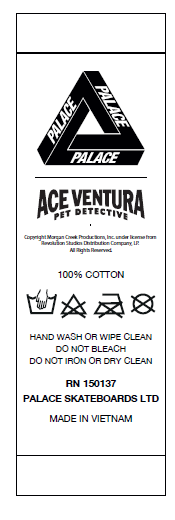 PALACE
PALACE
PALACE
ACE VENTURA
PET DETECTIVE
Copyright Morgan Creek Productions, Inc. under license from
Revolution Studios Distribution Company, LP.
All Rights Reserved.
100% COTTON
HAND WASH OR WIPE CLEAN
DO NOT BLEACH
DO NOT IRON OR DRY CLEAN
RN 150137
PALACE SKATEBOARDS LTD
MADE IN VIETNAM